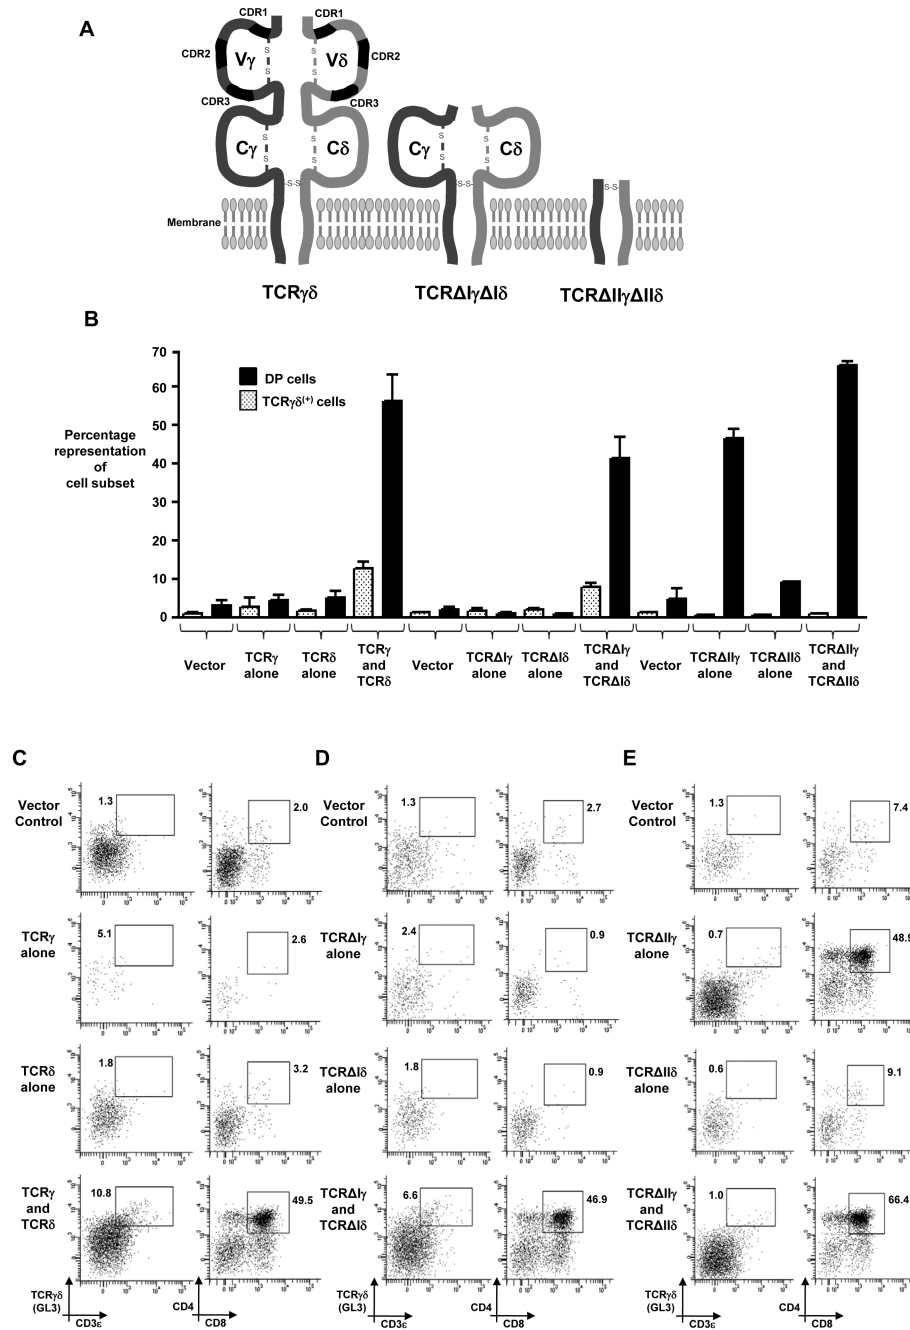 A
CDR1 CDR1
CDR2 Vγ S S Vδ CDR2
S S
CDR3 CDR3
Cγ S S Cδ Cγ S S Cδ
S S S S
-S-S- -S-S- -S-S-
Membrane
TCRγδ TCRΔIγΔIδ TCRΔIIγΔIIδ
B
70
60
50
40
30
20
10
0
Percentage
representation
of
cell subset
DP cells
TCRγδ(+) cells
Vector
TCRγ
alone
TCRδ
alone
TCRγ
and
TCRδ
Vector
TCRΔIγ
alone
TCRΔIδ
alone
TCRΔIγ
and
TCRΔIδ
Vector
TCRΔIIγ
alone
TCRΔIIδ
alone
TCRΔIIγ
and
TCRΔIIδ
C
Vector
Control
1.3 2.0
TCRγ
alone
5.1 2.6
TCRδ
alone
1.8 3.2
TCRγ
and
TCRδ
10.8 49.5
TCRγδ
(GL3)
CD3ε
CD4
CD8
D
Vector
Control
1.3 2.7
TCRΔIγ
alone
2.4 0.9
TCRΔIδ
alone
1.8 0.9
TCRΔIγ
and
TCRΔIδ
6.6 46.9
TCRγδ
(GL3)
CD3ε
CD4
CD8
E
Vector
Control
1.3 7.4
TCRΔIIγ
alone
0.7 48.9
TCRΔIIδ
alone
0.6 9.1
TCRΔIIγ
and
TCRΔIIδ
1.0 66.4
TCRγδ
(GL3)
CD3ε
CD4
CD8